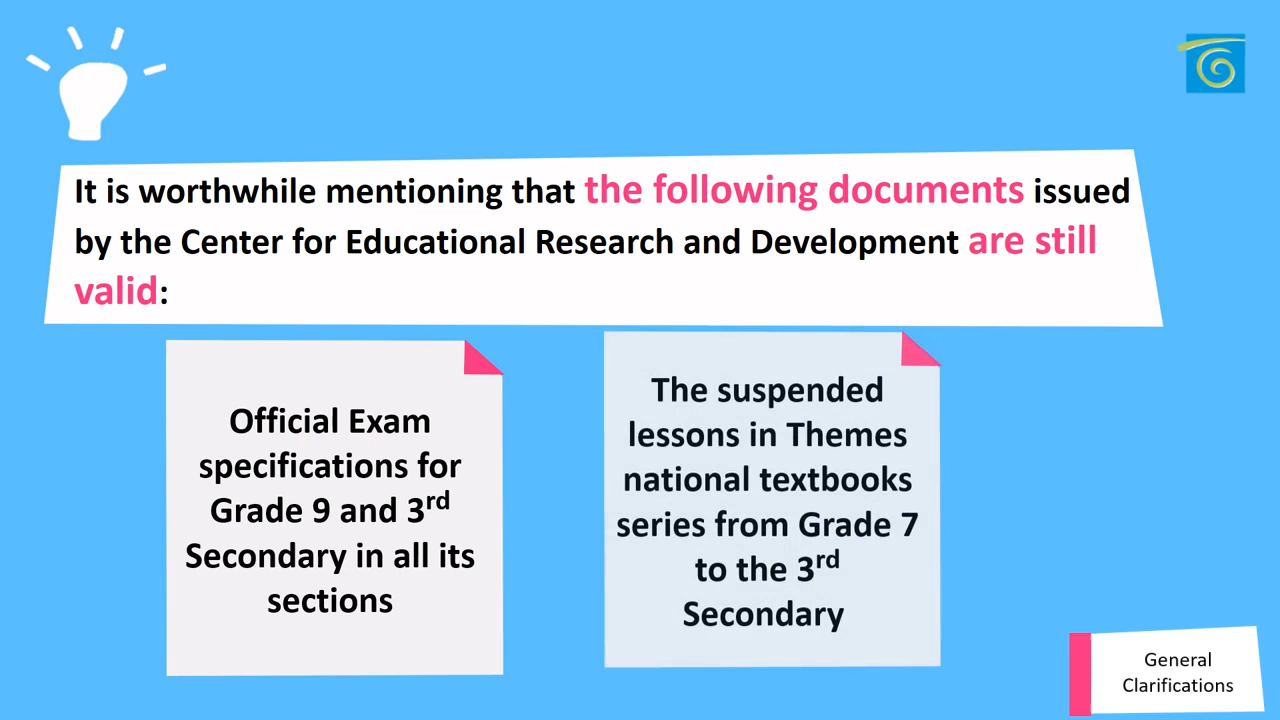 It is worthwhile mentioning that the following documents issued
by the Center for Educational Research and Development are still
valid:
Official Exam
specifications for
Grade 9 and 3rd
Secondary in all its
sections
The suspended
lessons in Themes
national textbooks
series from Grade 7
to the 3rd
Secondary
General
Clarifications